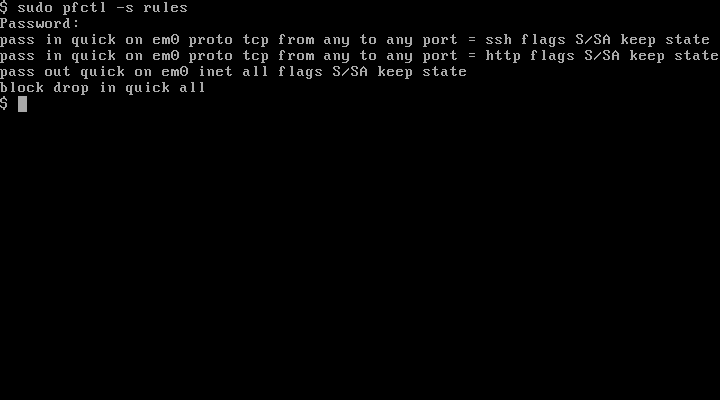 $ sudo pfctl -s rules
Password:
pass in quick on em0 proto tcp from any to any port = ssh flags S/SA keep state
pass in quick on em0 proto tcp from any to any port = http flags S/SA keep state
pass out quick on em0 inet all flags S/SA keep state
block drop in quick all
$